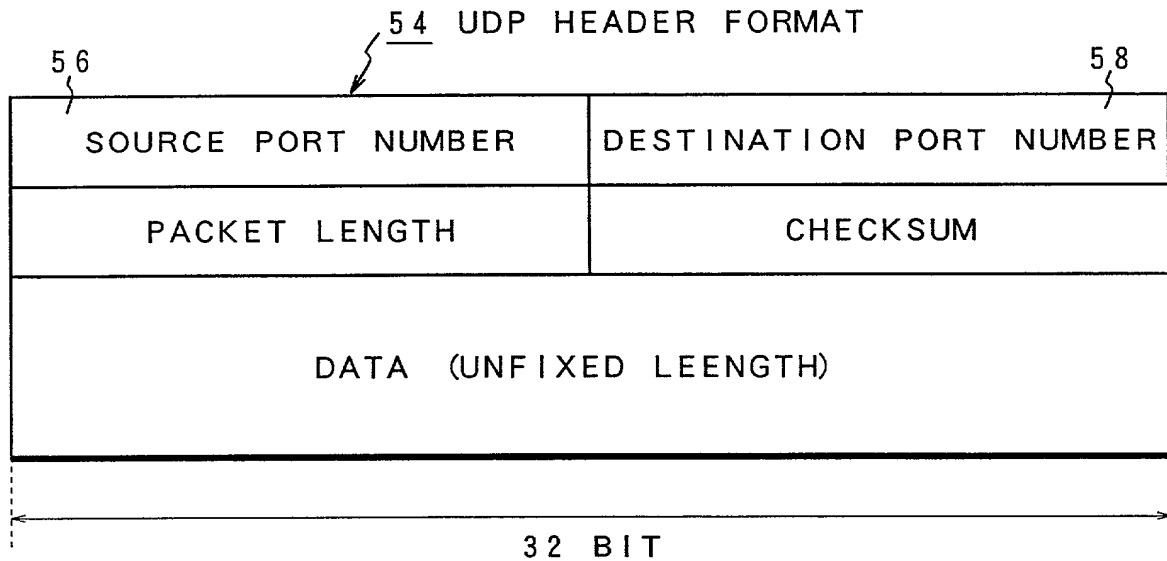 54 UDP HEADER FORMAT
56 58
SOURCE PORT NUMBER DESTINATION PORT NUMBER
PACKET LENGTH CHECKSUM
DATA (UNFIXED LEENGTH)
32 BIT